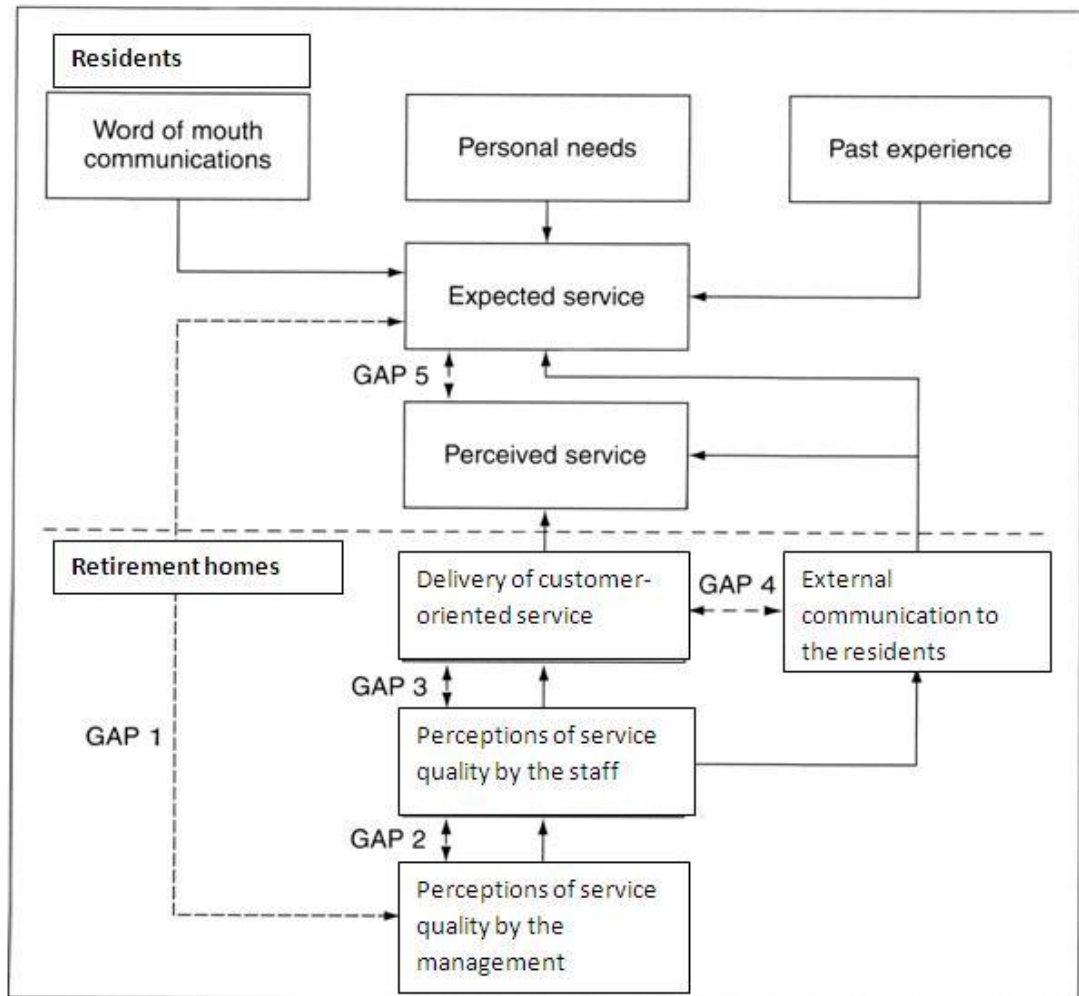 Residents
Word of mouth
communications
Personal needs
Past experience
Expected service
GAP 5
Perceived service
Retirement homes
Delivery of customer-
oriented service
GAP 4
External
communication to
the residents
GAP 3
GAP 1
Perceptions of service
quality by the staff
GAP 2
Perceptions of service
quality by the
management